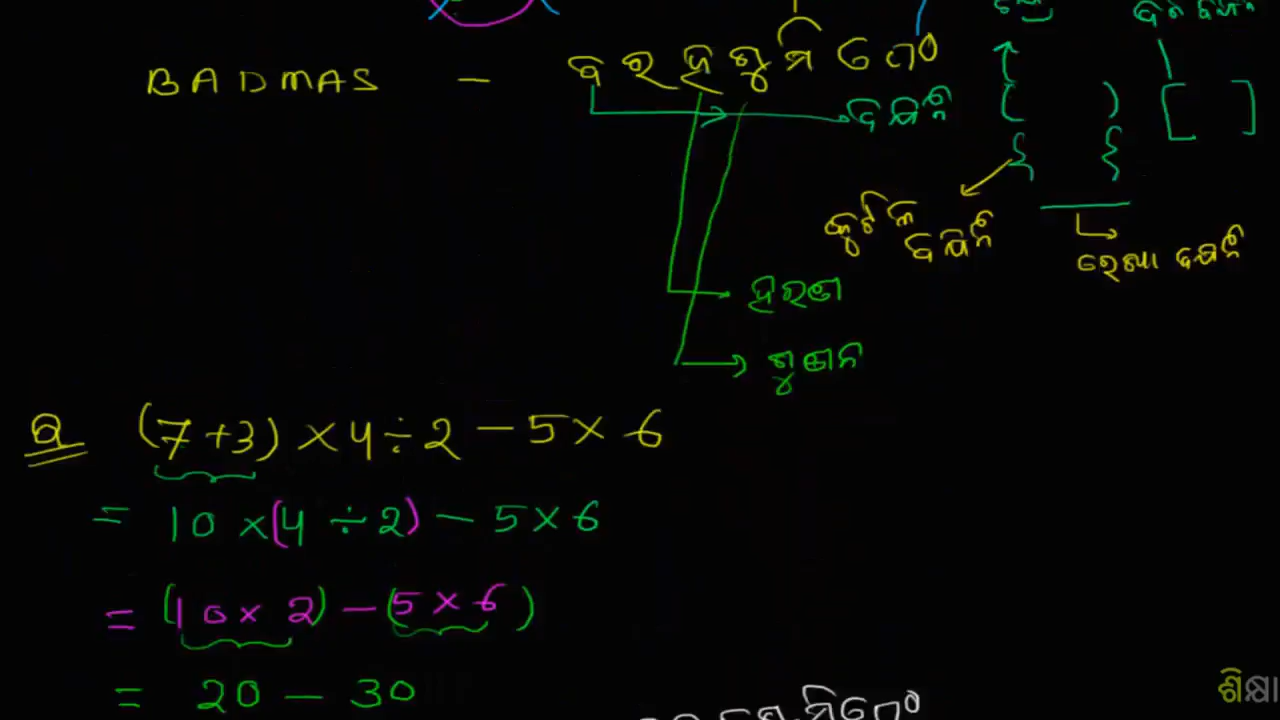 BADMAS – ବରହଗୁମିଫେଠ
ବନ୍ଧନୀ
( ) [ ]
{ }
କୁଟିଳ
ବନ୍ଧନୀ
ରେଖା ବନ୍ଧନୀ
ହରଣ
ଗୁଣନ
Q (7+3)×4÷2–5×6
= 10×(4÷2)–5×6
= (10×2)–(5×6)
= 20–30
ଶିକ୍ଷା